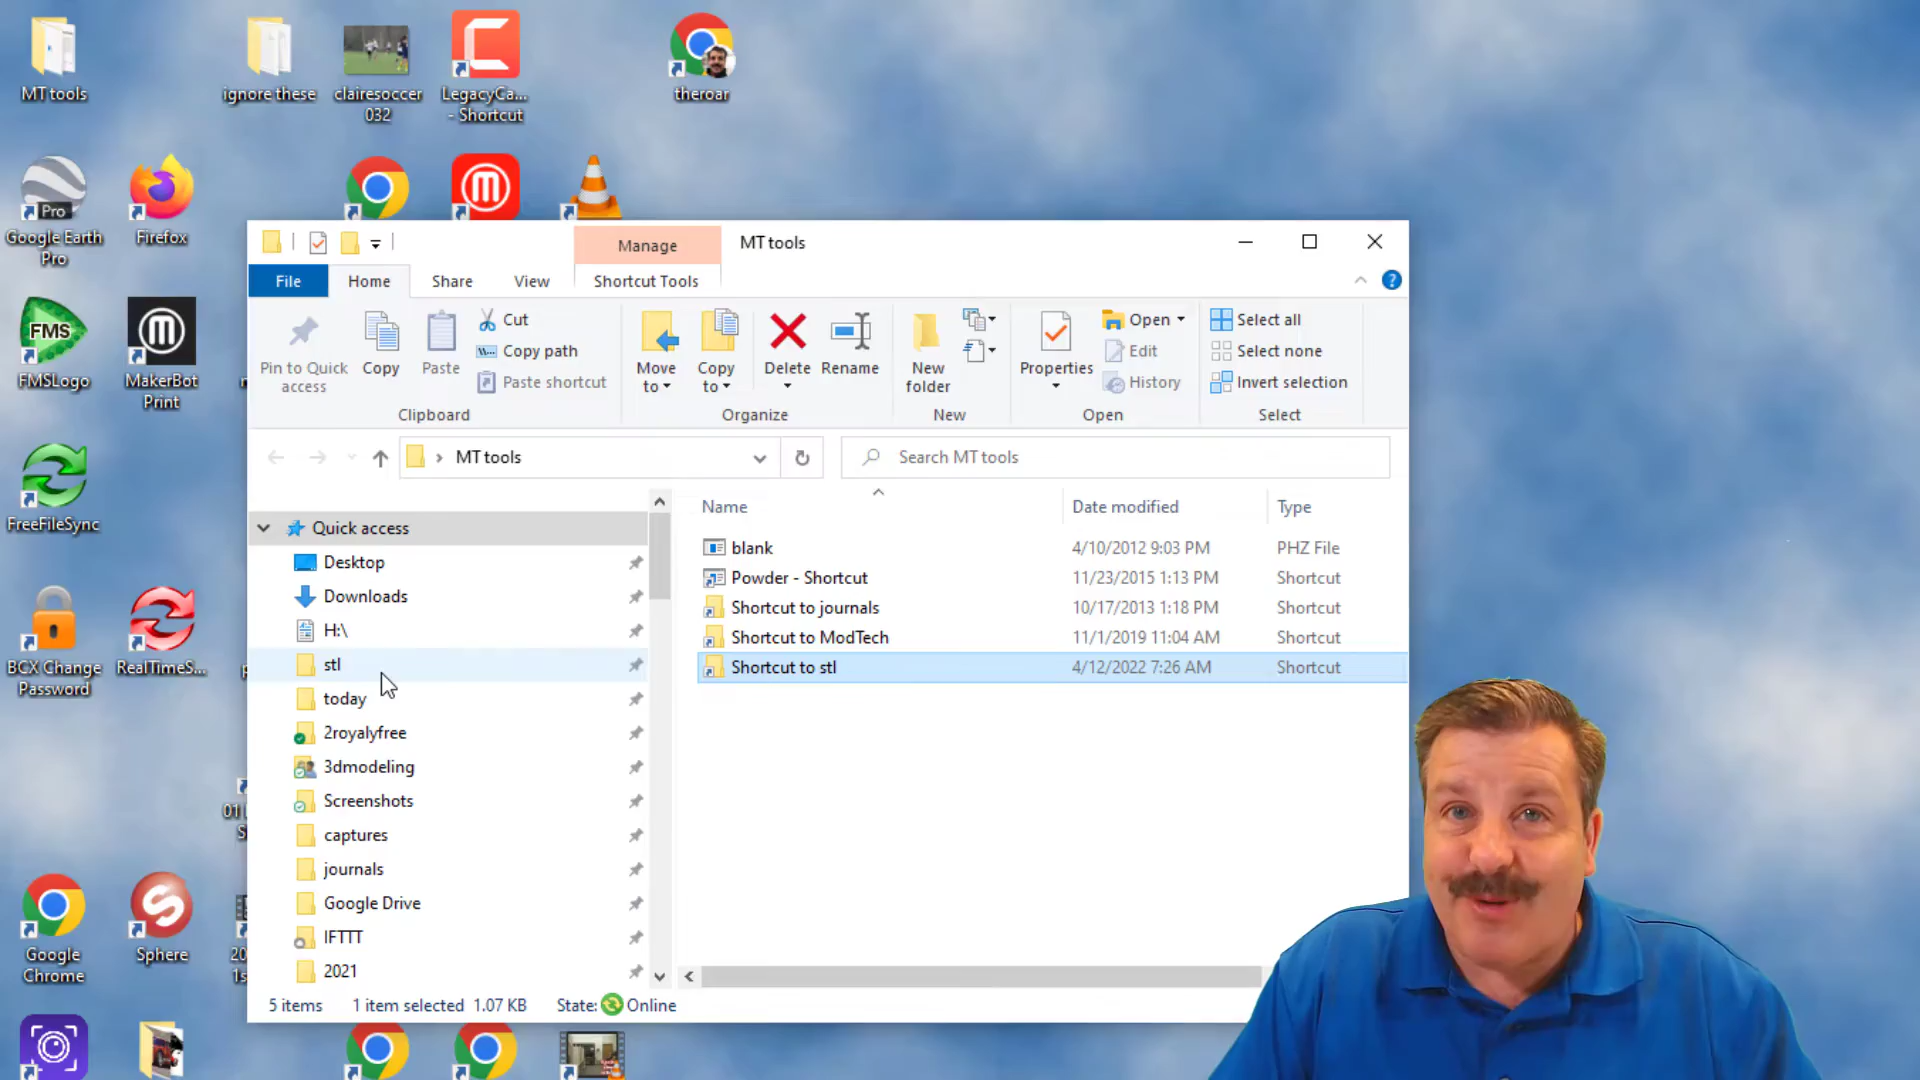 MT tools
ignore these
clairesoccer
032
LegacyCa...
- Shortcut
theroar
Pro
Google Earth
Pro
Firefox
FMS
FMSLogo
MakerBot
Print
FreeFileSync
BCX Change
Password
RealTimeS...
Google
Chrome
Sphere
Manage
MT tools
File
Home
Share
View
Shortcut Tools
Pin to Quick
access
Copy
Paste
Cut
Copy path
Paste shortcut
Clipboard
Move
to
Copy
to
Delete
Rename
Organize
New
folder
New
Properties
Open
Edit
History
Open
Select all
Select none
Invert selection
Select
MT tools
Search MT tools
Quick access
Desktop
Downloads
H:\
stl
today
2royalyfree
3dmodeling
Screenshots
captures
journals
Google Drive
IFTTT
2021
Name Date modified Type
blank 4/10/2012 9:03 PM PHZ File
Powder - Shortcut 11/23/2015 1:13 PM Shortcut
Shortcut to journals 10/17/2013 1:18 PM Shortcut
Shortcut to ModTech 11/1/2019 11:04 AM Shortcut
Shortcut to stl 4/12/2022 7:26 AM Shortcut
5 items 1 item selected 1.07 KB State: Online